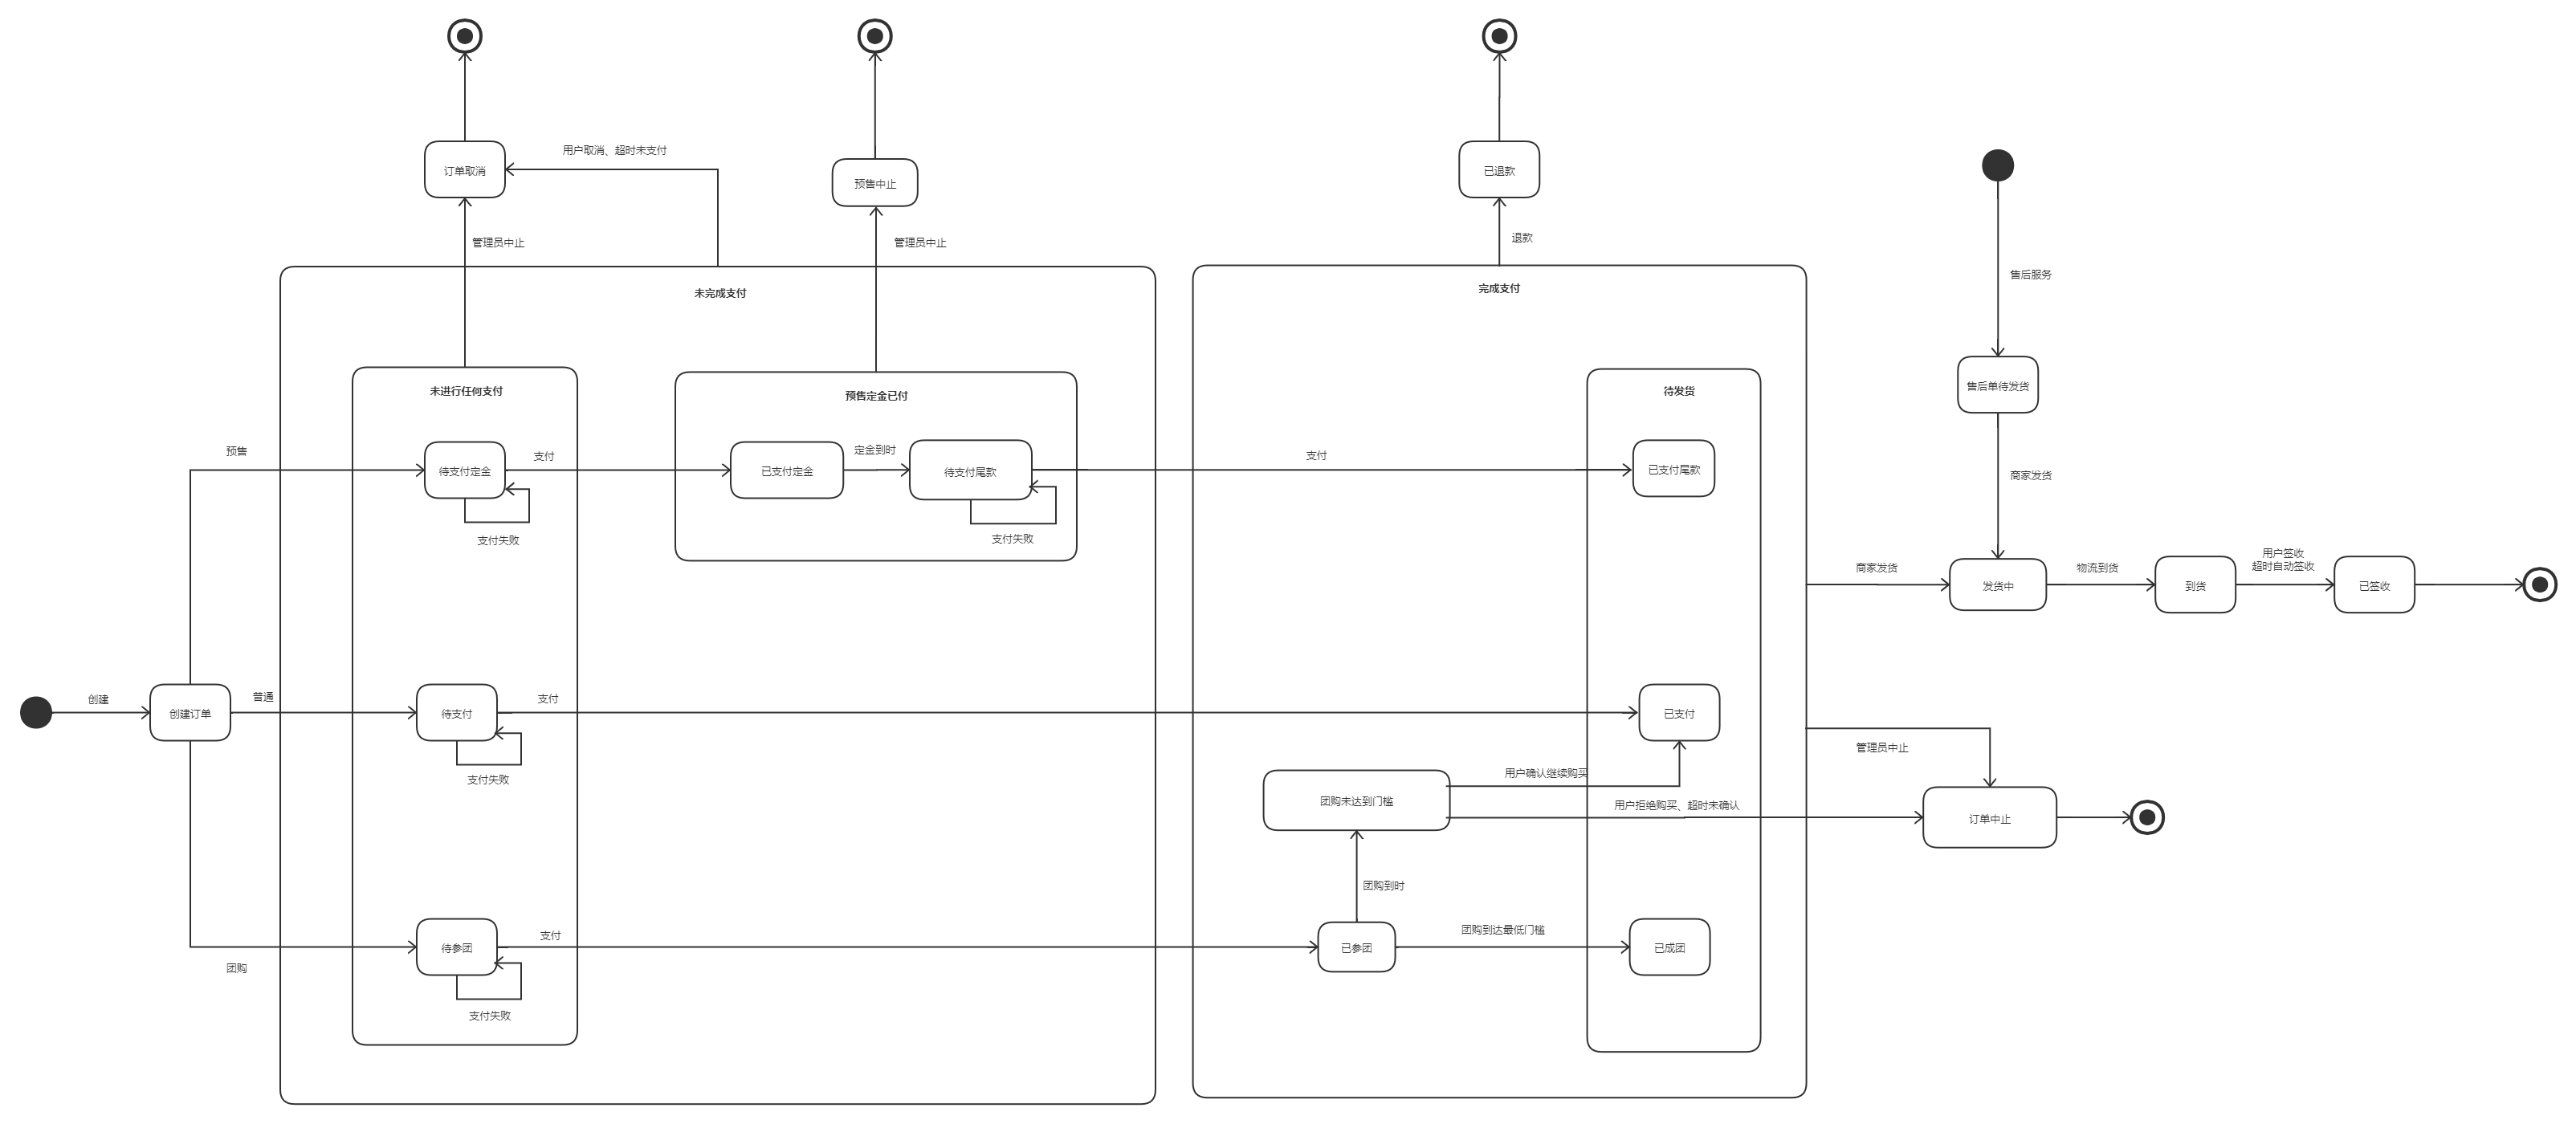 用户取消、超时未支付
订单取消
已退款
预售中止
管理员中止
管理员中止
退款
售后服务
未完成支付
完成支付
未进行任何支付
预售定金已付
待发货
售后单待发货
预售
支付
定金到时
支付
待支付定金
已支付定金
待支付尾款
已支付尾款
商家发货
支付失败
支付失败
用户签收
超时自动签收
商家发货
物流到货
发货中
到货
已签收
创建
普通
支付
创建订单
待支付
已支付
管理员中止
支付失败
用户确认继续购买
团购未达到门槛
用户拒绝购买、超时未确认
订单中止
团购到时
支付
团购到达最低门槛
待参团
已参团
已成团
团购
支付失败